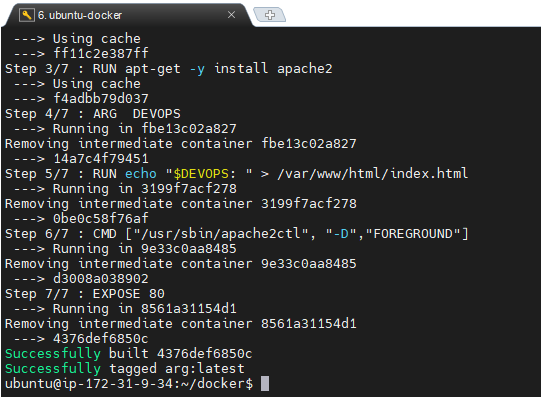 6. ubuntu-docker
---> Using cache
---> ff11c2e387ff
Step 3/7 : RUN apt-get -y install apache2
---> Using cache
---> f4adbb79d037
Step 4/7 : ARG  DEVOPS
---> Running in fbe13c02a827
Removing intermediate container fbe13c02a827
---> 14a7c4f79451
Step 5/7 : RUN echo "$DEVOPS: " > /var/www/html/index.html
---> Running in 3199f7acf278
Removing intermediate container 3199f7acf278
---> 0be0c58f76af
Step 6/7 : CMD ["/usr/sbin/apache2ctl", "-D","FOREGROUND"]
---> Running in 9e33c0aa8485
Removing intermediate container 9e33c0aa8485
---> d3008a038902
Step 7/7 : EXPOSE 80
---> Running in 8561a31154d1
Removing intermediate container 8561a31154d1
---> 4376def6850c
Successfully built 4376def6850c
Successfully tagged arg:latest
ubuntu@ip-172-31-9-34:~/docker$